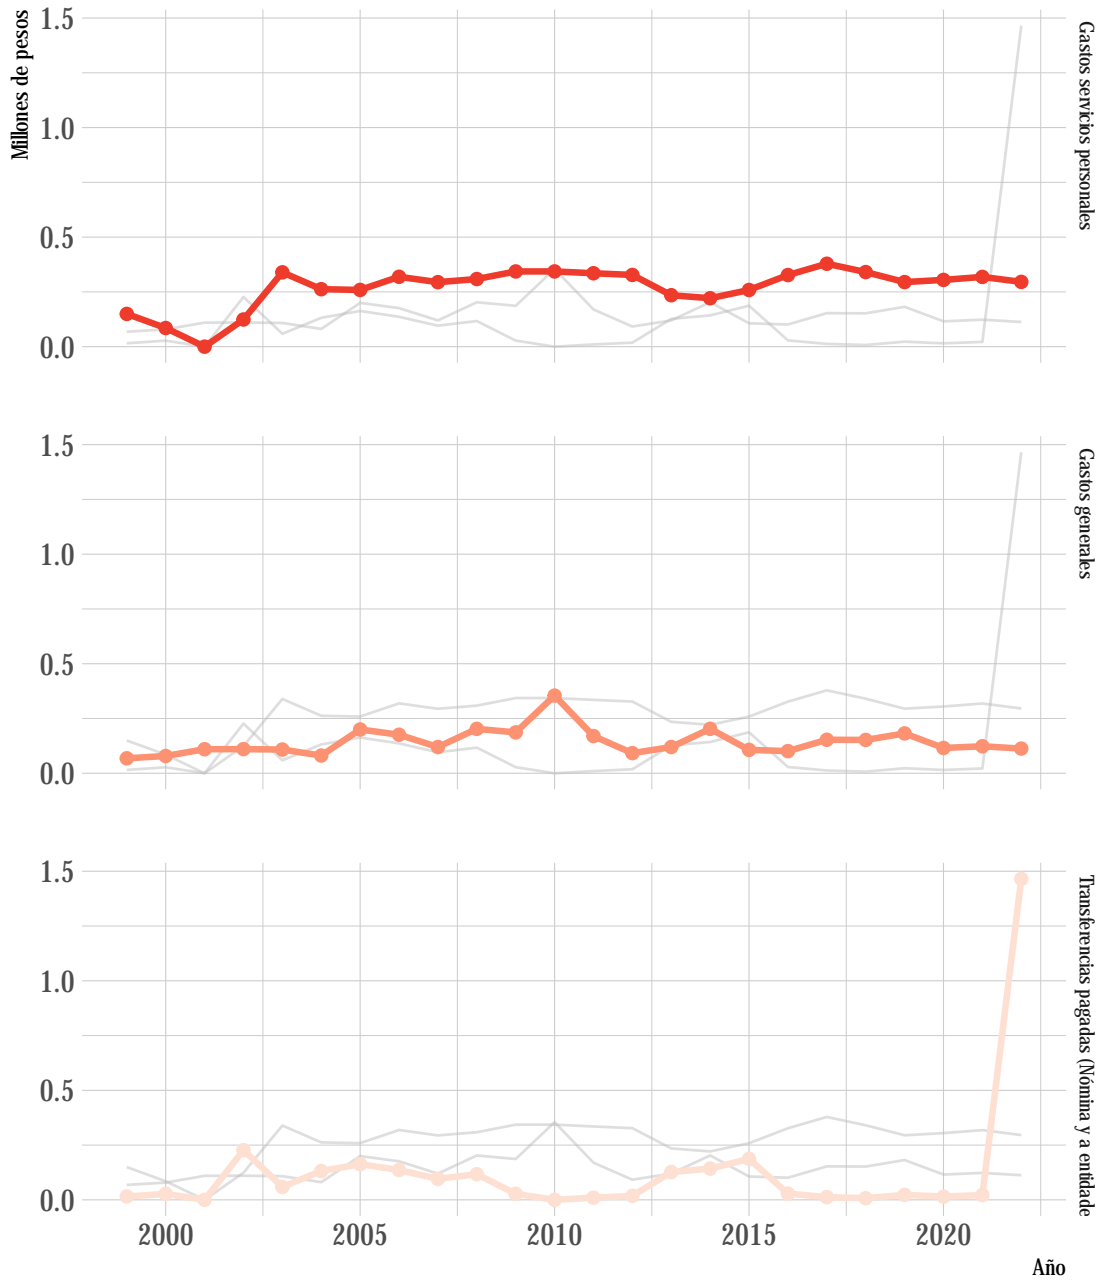 Millones de pesos
1.5
1.0
0.5
0.0
Gastos servicios personales
1.5
1.0
0.5
0.0
Gastos generales
1.5
1.0
0.5
0.0
Transferencias pagadas (Nómina y a entidade
2000 2005 2010 2015 2020
Año